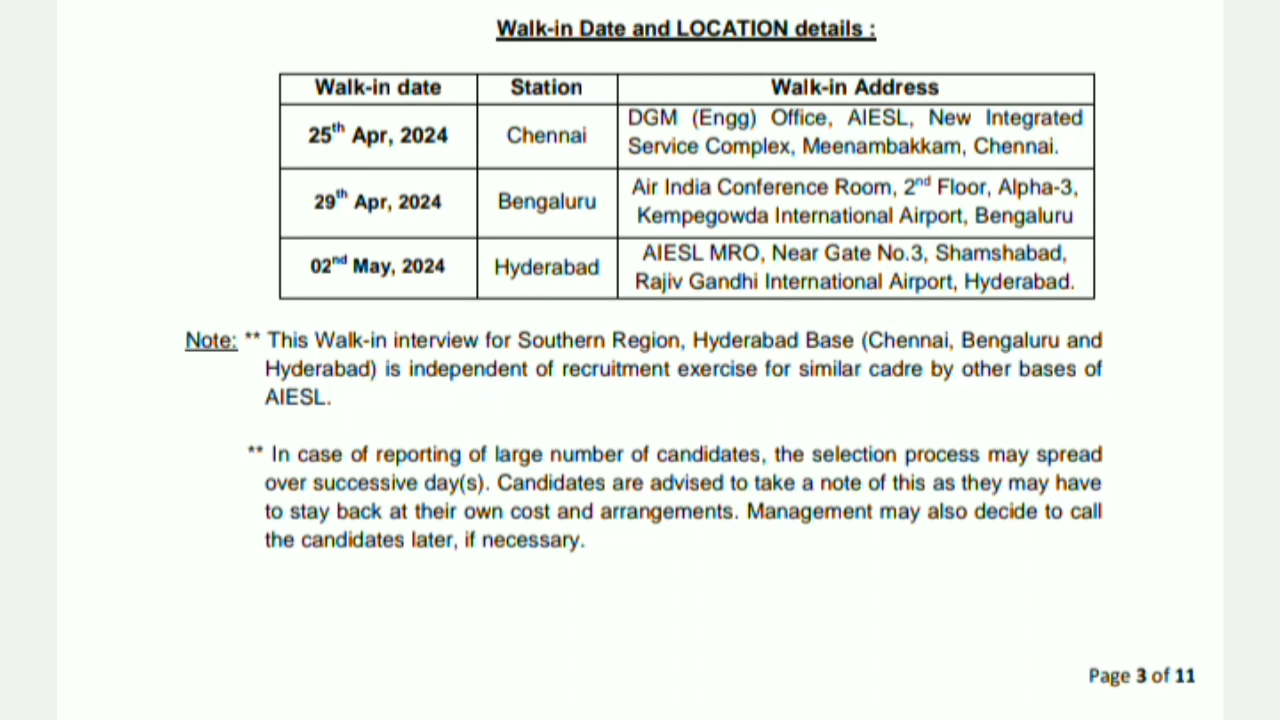 Walk-in Date and LOCATION details :
Walk-in date Station Walk-in Address
25th Apr, 2024 Chennai DGM (Engg) Office, AIESL, New Integrated
Service Complex, Meenambakkam, Chennai.
29th Apr, 2024 Bengaluru Air India Conference Room, 2nd Floor, Alpha-3,
Kempegowda International Airport, Bengaluru
02nd May, 2024 Hyderabad AIESL MRO, Near Gate No.3, Shamshabad,
Rajiv Gandhi International Airport, Hyderabad.
Note: ** This Walk-in interview for Southern Region, Hyderabad Base (Chennai, Bengaluru and
Hyderabad) is independent of recruitment exercise for similar cadre by other bases of
AIESL.
** In case of reporting of large number of candidates, the selection process may spread
over successive day(s). Candidates are advised to take a note of this as they may have
to stay back at their own cost and arrangements. Management may also decide to call
the candidates later, if necessary.
Page 3 of 11